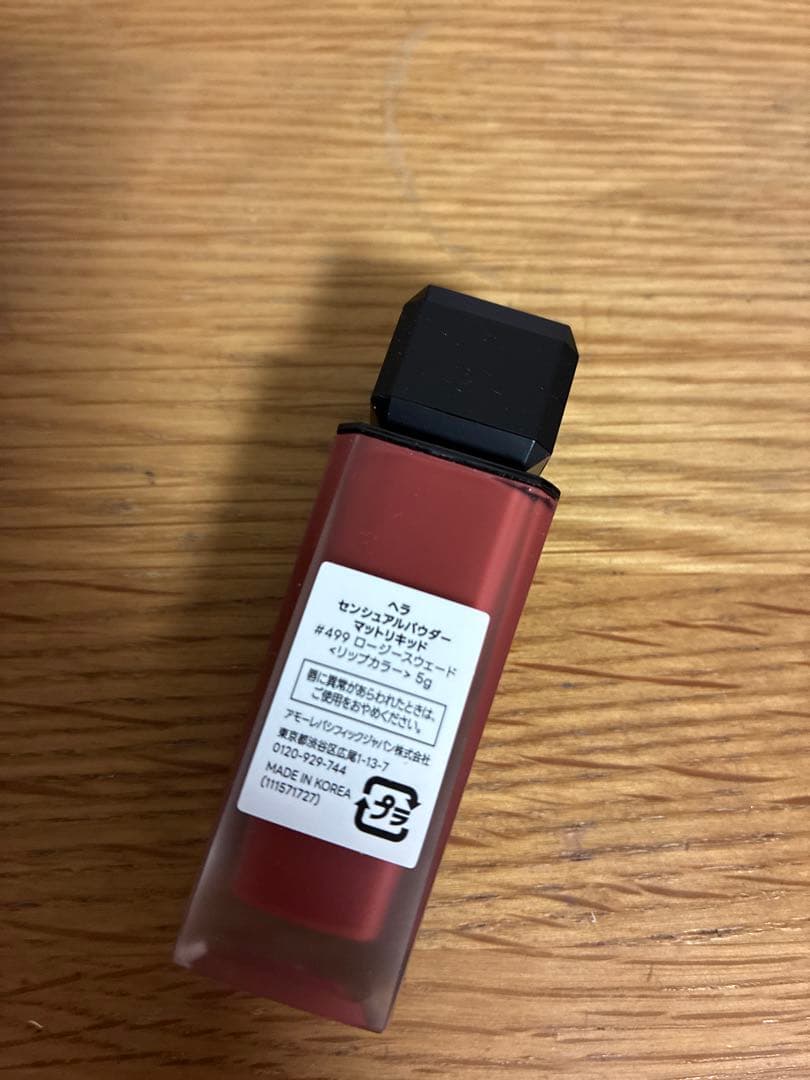 ヘラ
センシュアルパウダー
マットリキッド
#499 ロージースウェード
<リップカラー> 5g
唇に異常があらわれたときは、
ご使用をおやめください。
アモーレパシフィックジャパン株式会社
東京都渋谷区広尾1-13-7
0120-929-744
MADE IN KOREA
(111571727)
プラ